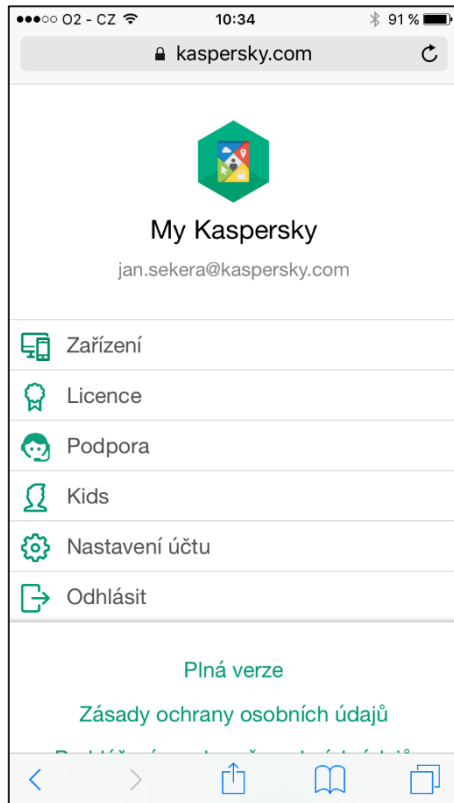 O2 - CZ 10:34 91 %
kaspersky.com
My Kaspersky
jan.sekera@kaspersky.com
Zařízení
Licence
Podpora
Kids
Nastavení účtu
Odhlásit
Plná verze
Zásady ochrany osobních údajů